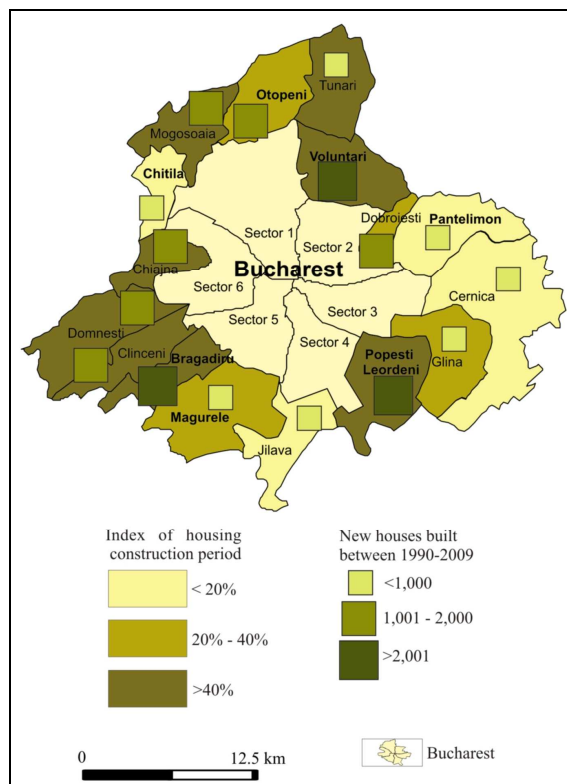 Tunari
Otopeni
Mogosoaia
Voluntari
Chitila
Dobroiesti
Pantelimon
Sector 1
Sector 2
Bucharest
Chiajna
Cernica
Sector 6
Sector 3
Sector 5
Domnesti
Clinceni
Sector 4
Bragadiru
Popesti
Leordeni
Glina
Magurele
Jilava
Index of housing
construction period
< 20%
20% - 40%
>40%
New houses built
between 1990-2009
<1,000
1,001 - 2,000
>2,001
0 12.5 km
Bucharest